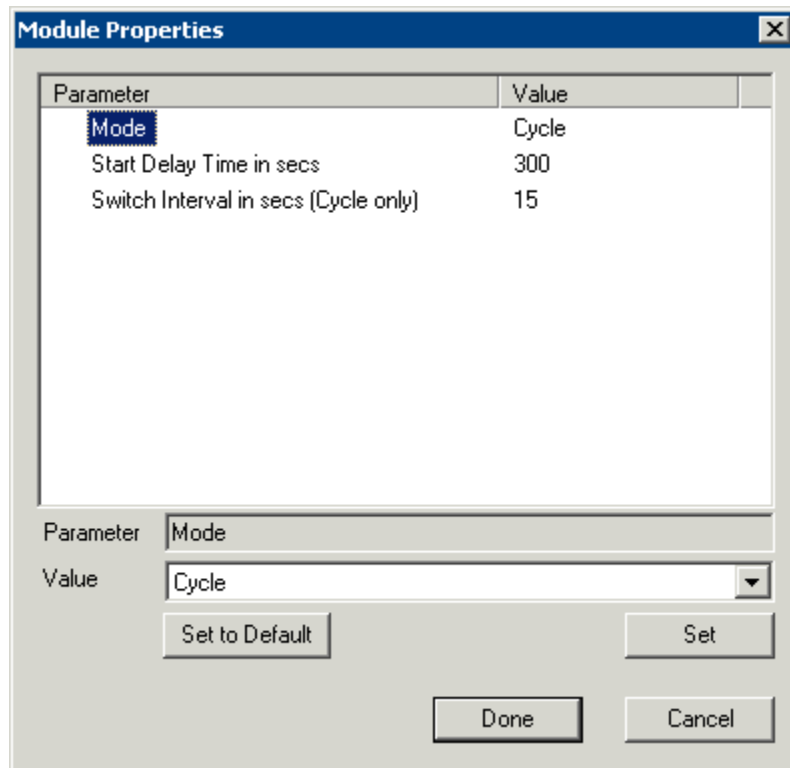 Module Properties
Parameter Value
Mode Cycle
Start Delay Time in secs 300
Switch Interval in secs (Cycle only) 15
Parameter Mode
Value Cycle
Set to Default Set
Done Cancel